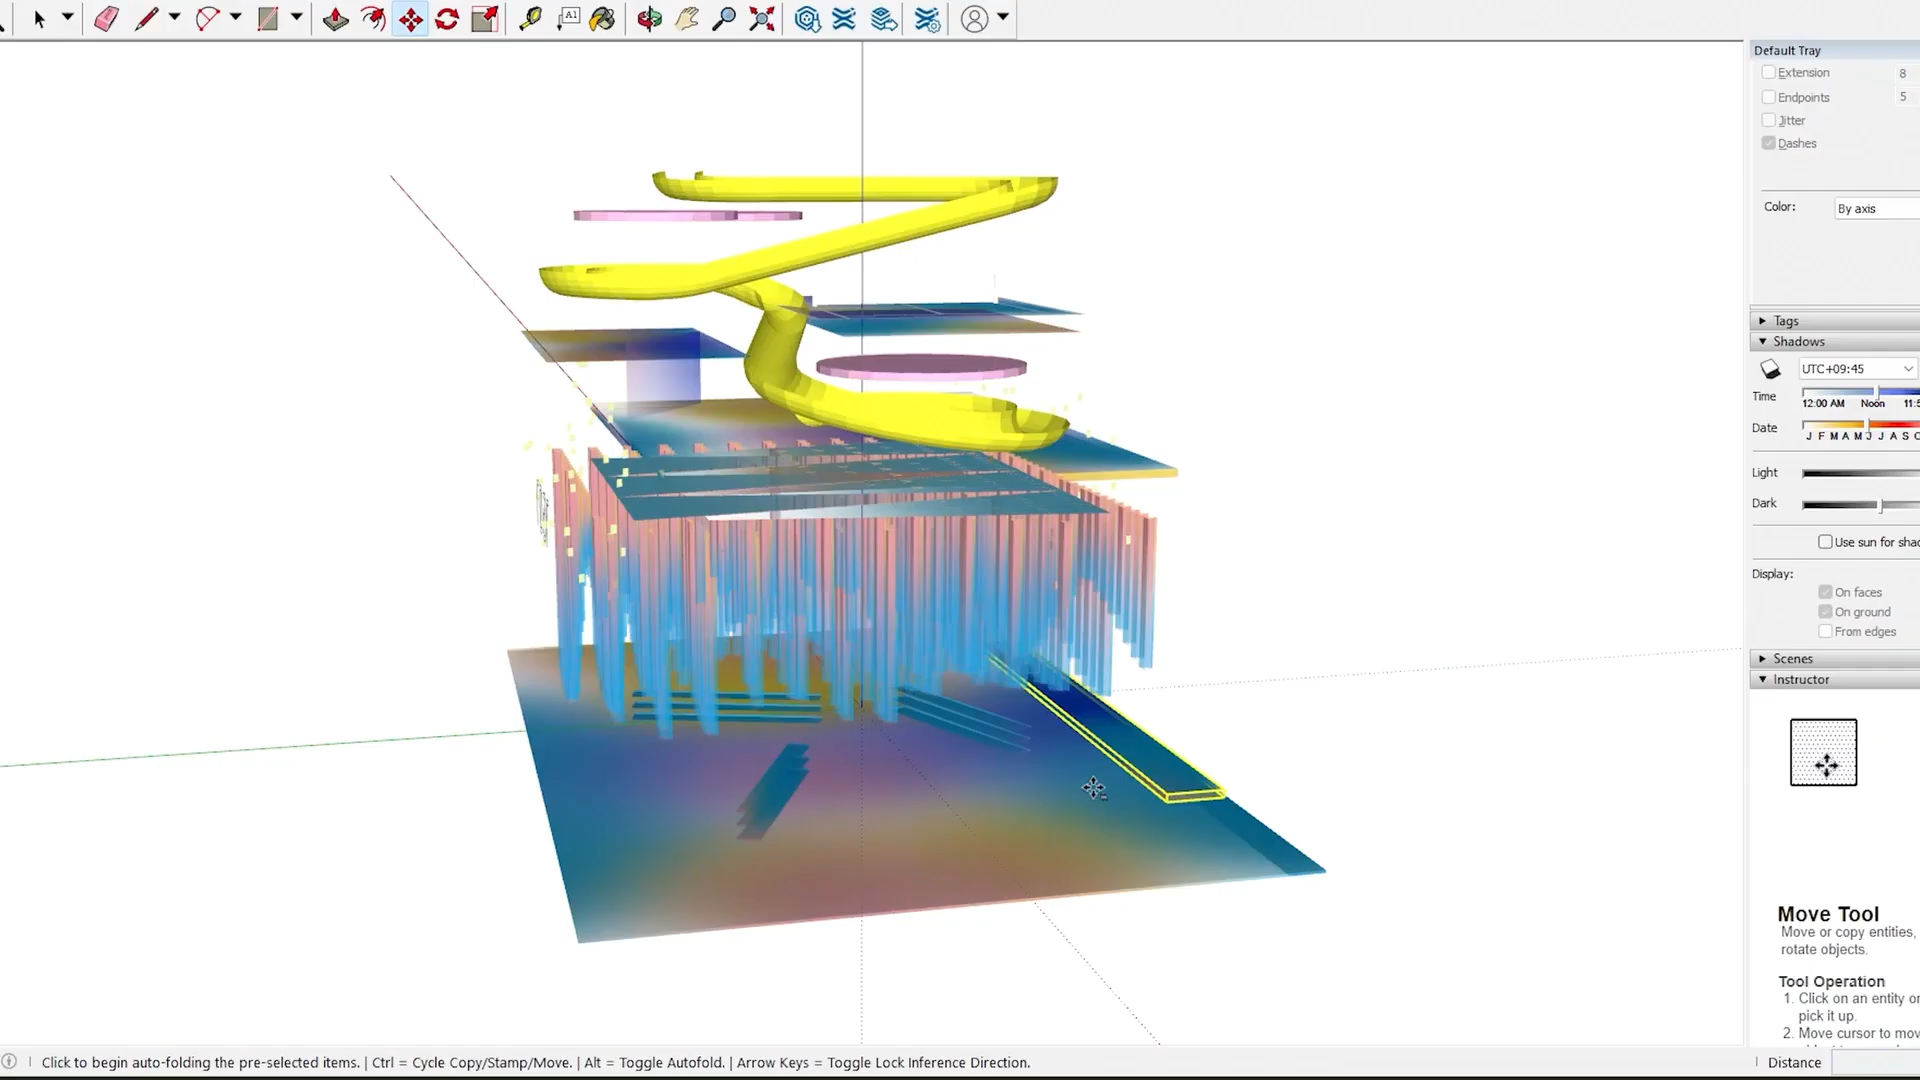 A1
Default Tray
Extension 8
Endpoints 5
Jitter
Dashes
Color: By axis
Tags
Shadows
UTC+09:45
Time
12:00 AM Noon 11:5
Date
J F M A M J J A S O
Light
Dark
Use sun for shad
Display:
On faces
On ground
From edges
Scenes
Instructor
Move Tool
Move or copy entities,
rotate objects.
Tool Operation
1. Click on an entity or
pick it up.
2. Move cursor to mov
Click to begin auto-folding the pre-selected items. | Ctrl = Cycle Copy/Stamp/Move. | Alt = Toggle Autofold. | Arrow Keys = Toggle Lock Inference Direction.
Distance